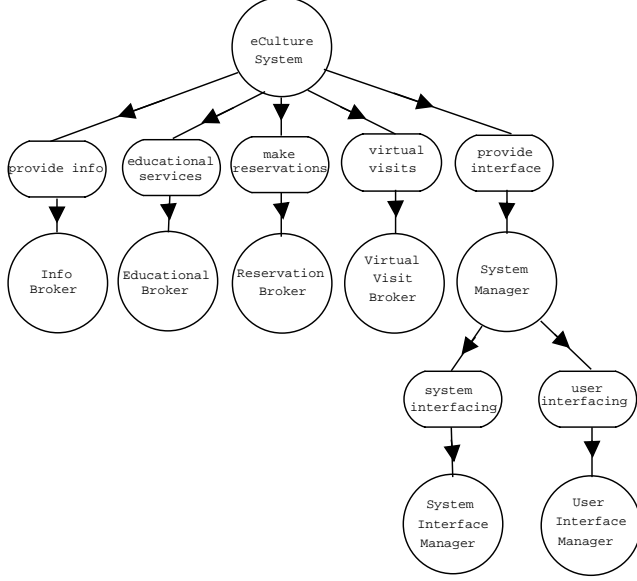 eCulture
System
provide info
educational
services
make
reservations
virtual
visits
provide
interface
Info
Broker
Educational
Broker
Reservation
Broker
Virtual
Visit
Broker
System
Manager
system
interfacing
user
interfacing
System
Interface
Manager
User
Interface
Manager